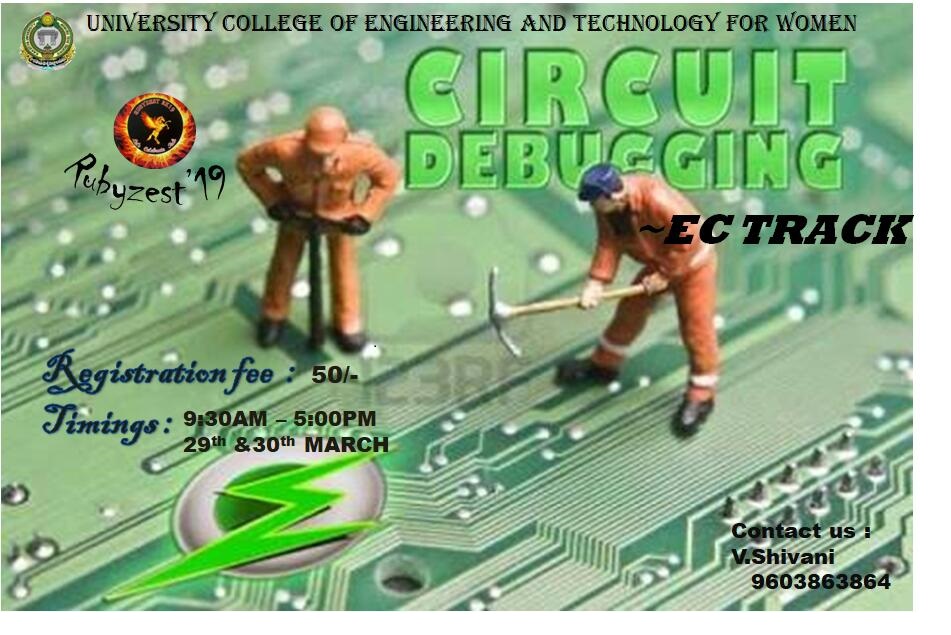 UNIVERSITY COLLEGE OF ENGINEERING AND TECHNOLOGY FOR WOMEN
CIRCUIT
DEBUGGING
~EC TRACK
Rubyzest'19
Registration fee : 50/-
Timings : 9:30AM – 5:00PM
29th &30th MARCH
Contact us :
V.Shivani
9603863864